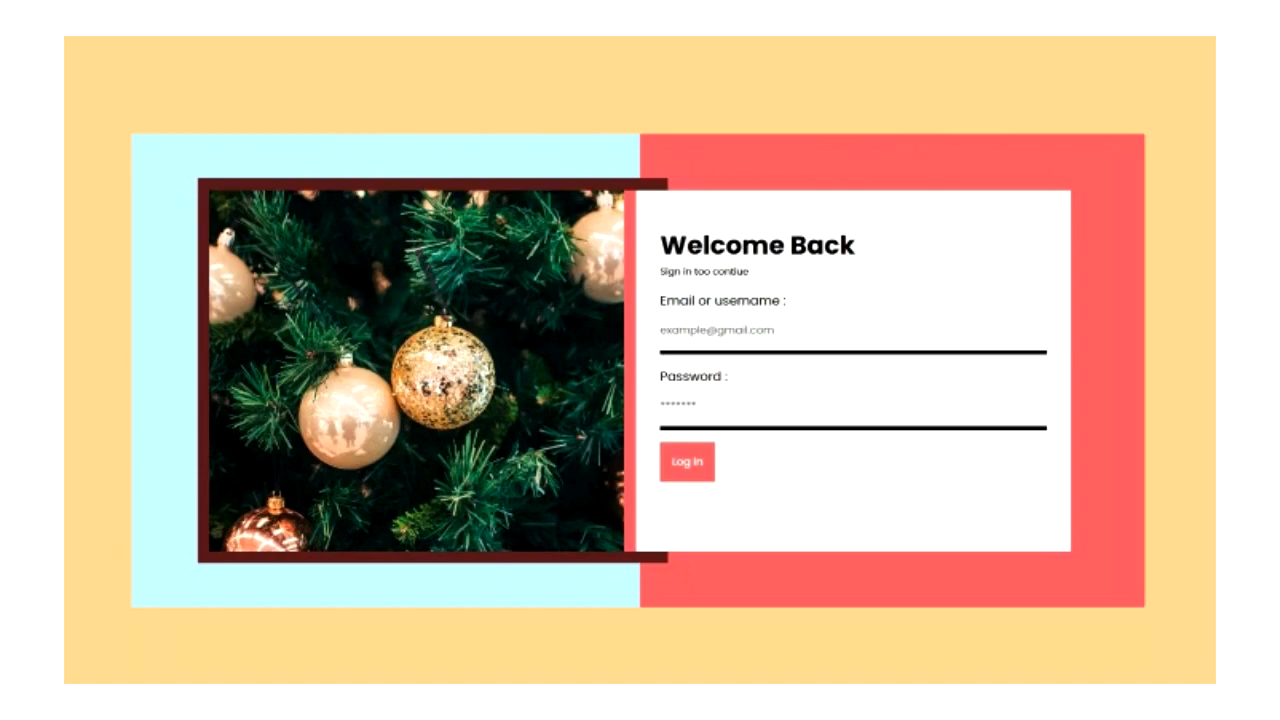 Welcome Back
Sign in too contiue
Email or username :
example@gmail.com
Password :
*******
Log in